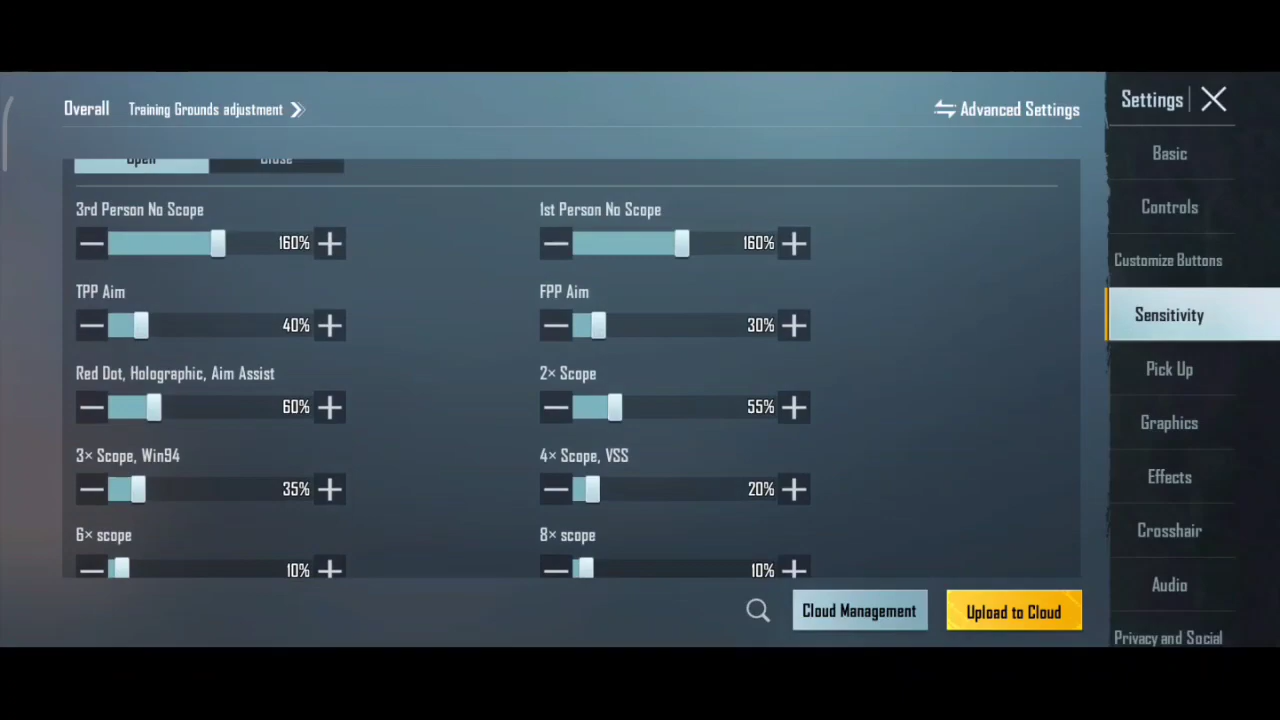 Overall Training Grounds adjustment
Advanced Settings
Settings
Open Close
3rd Person No Scope
160%
1st Person No Scope
160%
TPP Aim
40%
FPP Aim
30%
Red Dot, Holographic, Aim Assist
60%
2× Scope
55%
3× Scope, Win94
35%
4× Scope, VSS
20%
6× scope
10%
8× scope
10%
Cloud Management
Upload to Cloud
Basic
Controls
Customize Buttons
Sensitivity
Pick Up
Graphics
Effects
Crosshair
Audio
Privacy and Social